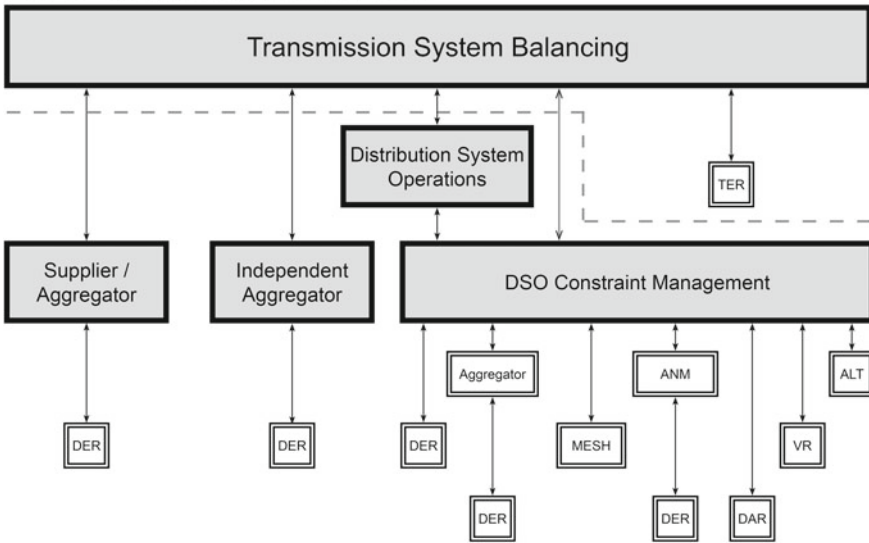 Transmission System Balancing
Distribution System
Operations
TER
Supplier /
Aggregator
Independent
Aggregator
DSO Constraint Management
Aggregator
ANM
ALT
DER
DER
DER
MESH
VR
DER
DER
DAR